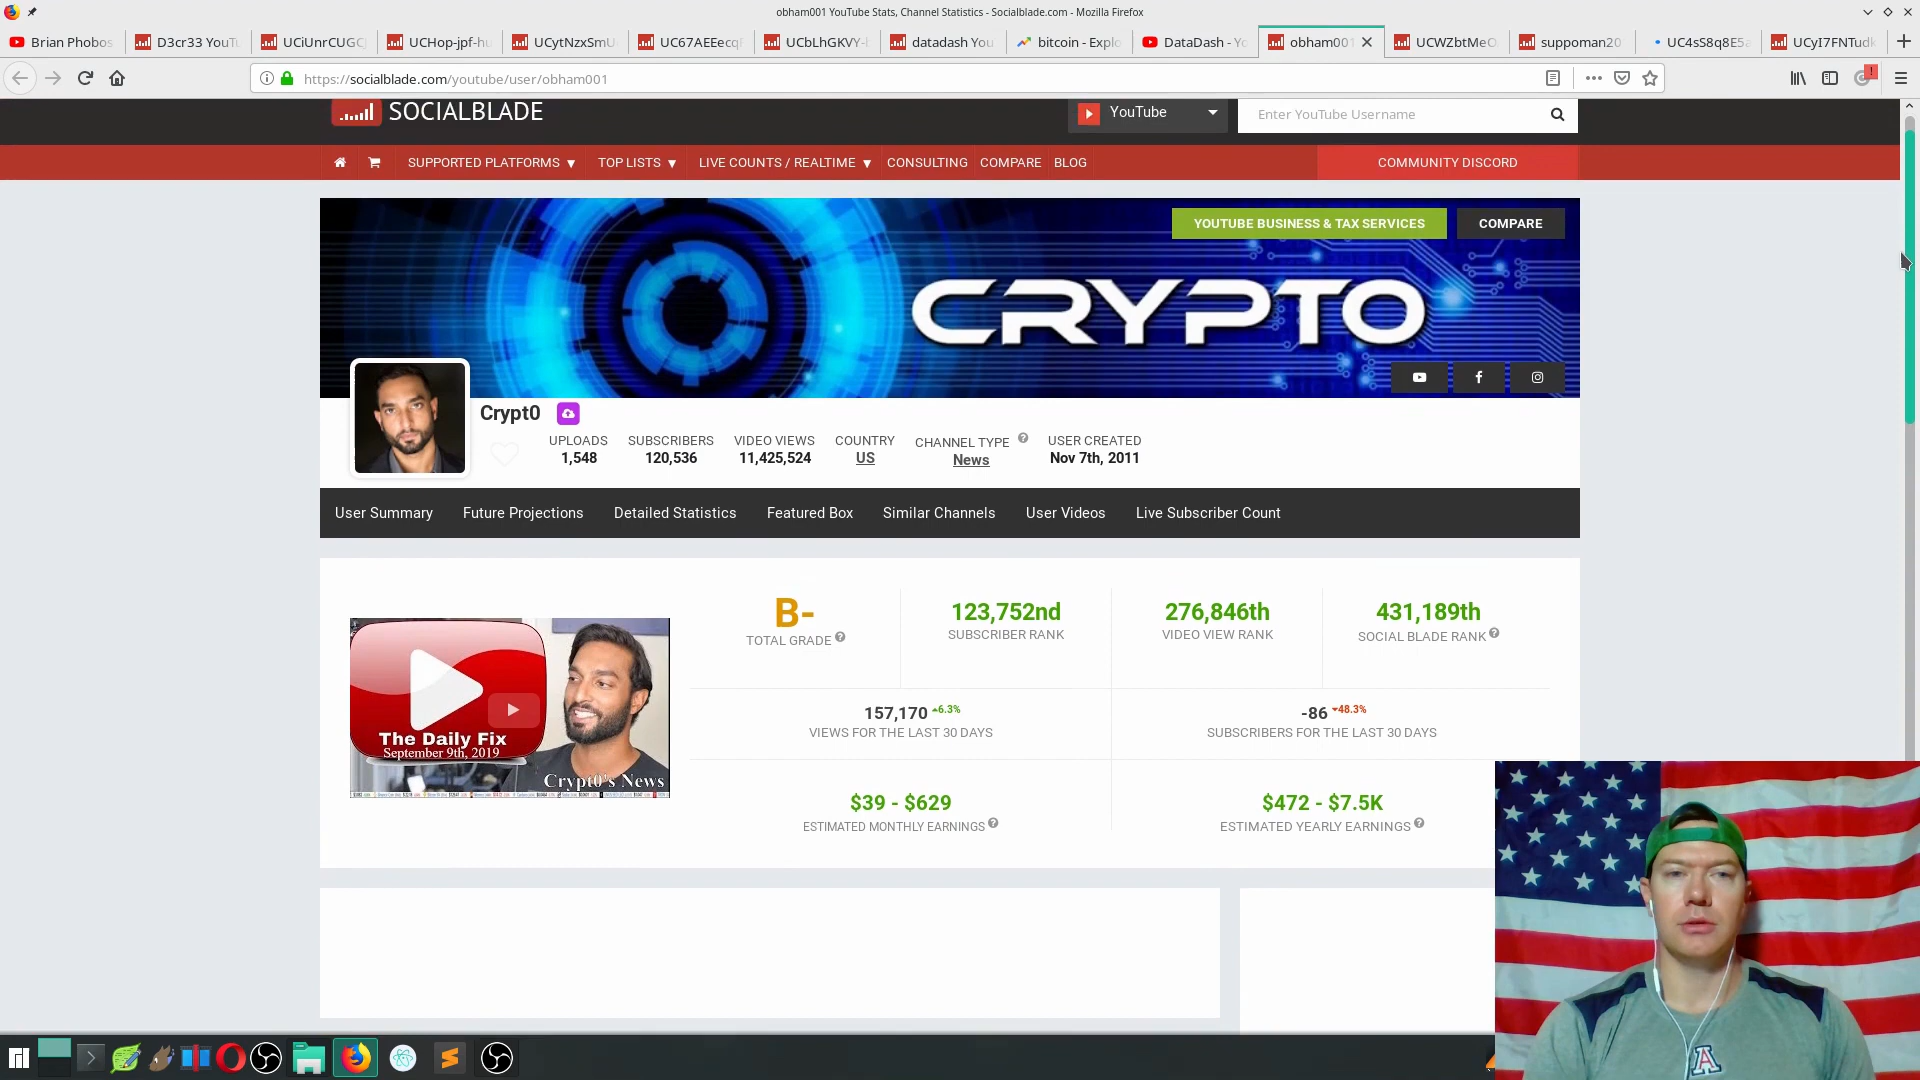 obham001 YouTube Stats, Channel Statistics - Socialblade.com - Mozilla Firefox
Brian Phobos
D3cr33 YouTu
UCiUnrCUGCJ
UCHop-jpf-hu
UCytNzxSmU
UC67AEEecqF
UCbLhGKVY-
datadash You
bitcoin - Explo
DataDash - Yo
obham001
UCWZbtMeO
suppoman20
UC4sS8q8E5a
UCyI7FNTudk
https://socialblade.com/youtube/user/obham001
SOCIALBLADE
YouTube
Enter YouTube Username
SUPPORTED PLATFORMS
TOP LISTS
LIVE COUNTS / REALTIME
CONSULTING
COMPARE
BLOG
COMMUNITY DISCORD
YOUTUBE BUSINESS & TAX SERVICES
COMPARE
CRYPTO
Crypt0
UPLOADS
1,548
SUBSCRIBERS
120,536
VIDEO VIEWS
11,425,524
COUNTRY
US
CHANNEL TYPE
News
USER CREATED
Nov 7th, 2011
User Summary
Future Projections
Detailed Statistics
Featured Box
Similar Channels
User Videos
Live Subscriber Count
The Daily Fix
September 9th, 2019
Crypt0's News
B-
TOTAL GRADE
123,752nd
SUBSCRIBER RANK
276,846th
VIDEO VIEW RANK
431,189th
SOCIAL BLADE RANK
157,170 6.3%
VIEWS FOR THE LAST 30 DAYS
-86 48.3%
SUBSCRIBERS FOR THE LAST 30 DAYS
$39 - $629
ESTIMATED MONTHLY EARNINGS
$472 - $7.5K
ESTIMATED YEARLY EARNINGS
A